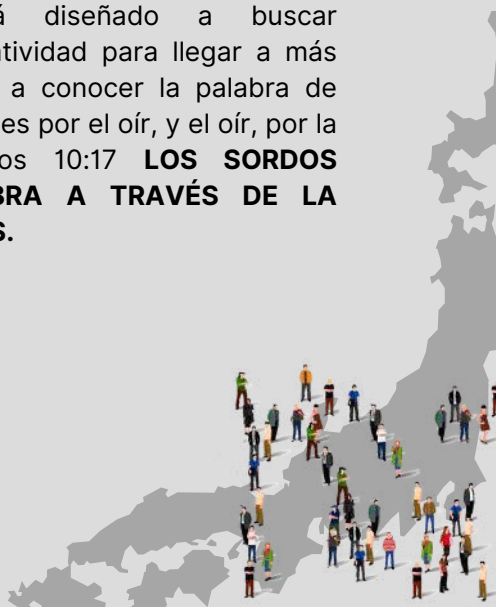 á diseñado a buscar
tividad para llegar a más
a conocer la palabra de
es por el oír, y el oír, por la
os 10:17 LOS SORDOS
BRA A TRAVÉS DE LA
S.